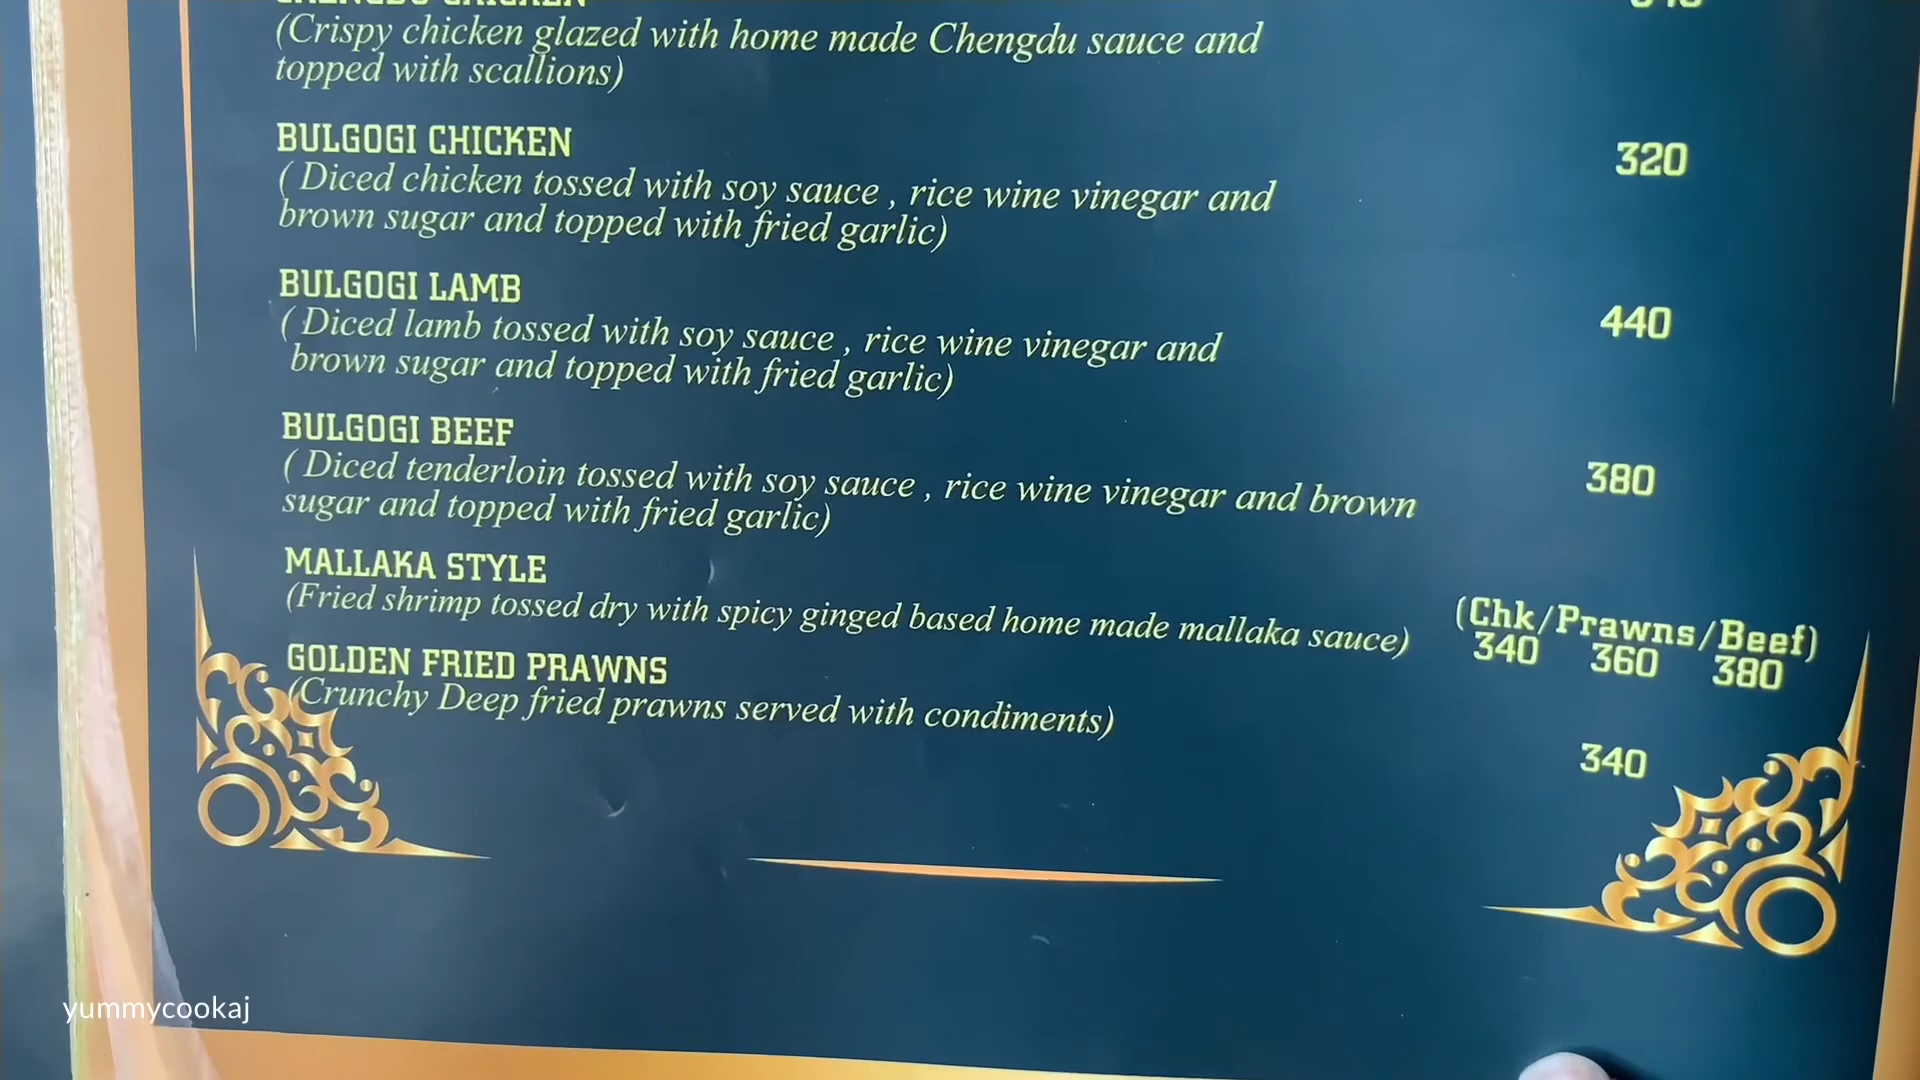 (Crispy chicken glazed with home made Chengdu sauce and
topped with scallions)
BULGOGI CHICKEN 320
( Diced chicken tossed with soy sauce , rice wine vinegar and
brown sugar and topped with fried garlic)
BULGOGI LAMB 440
( Diced lamb tossed with soy sauce , rice wine vinegar and
brown sugar and topped with fried garlic)
BULGOGI BEEF 380
( Diced tenderloin tossed with soy sauce , rice wine vinegar and brown
sugar and topped with fried garlic)
MALLAKA STYLE (Chk/Prawns/Beef)
(Fried shrimp tossed dry with spicy ginged based home made mallaka sauce) 340 360 380
GOLDEN FRIED PRAWNS
(Crunchy Deep fried prawns served with condiments) 340
yummycookaj